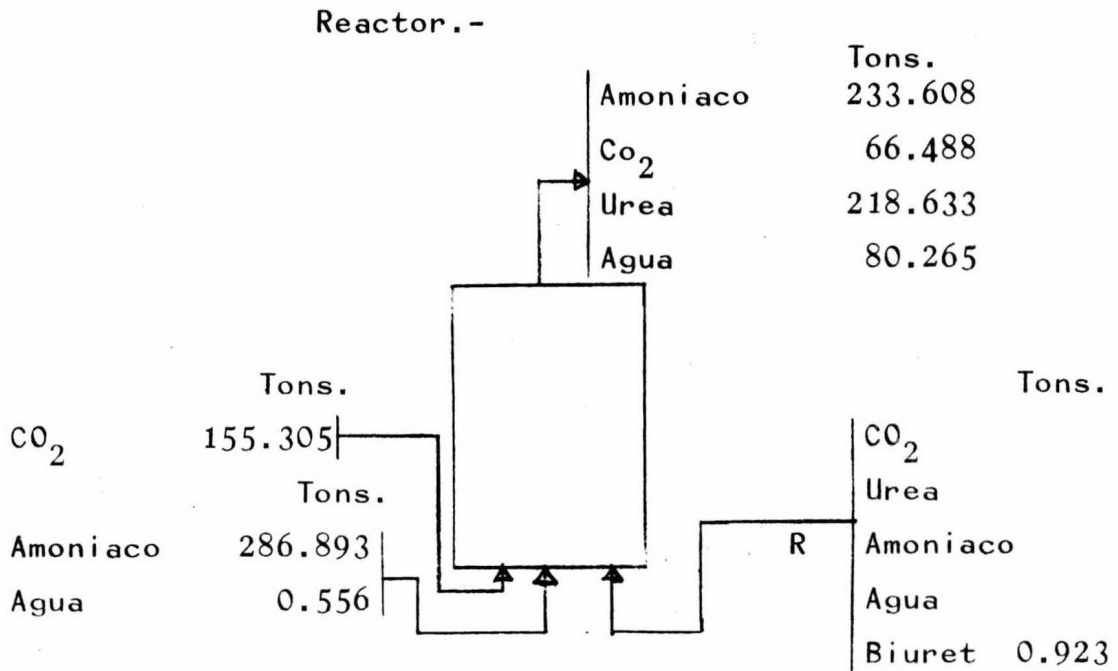 Reactor.-
Tons.
Amoniaco 233.608
Co2 66.488
Urea 218.633
Agua 80.265
Tons.
CO2 155.305
Tons.
Amoniaco 286.893
Agua 0.556
Tons.
CO2
Urea
R Amoniaco
Agua
Biuret 0.923